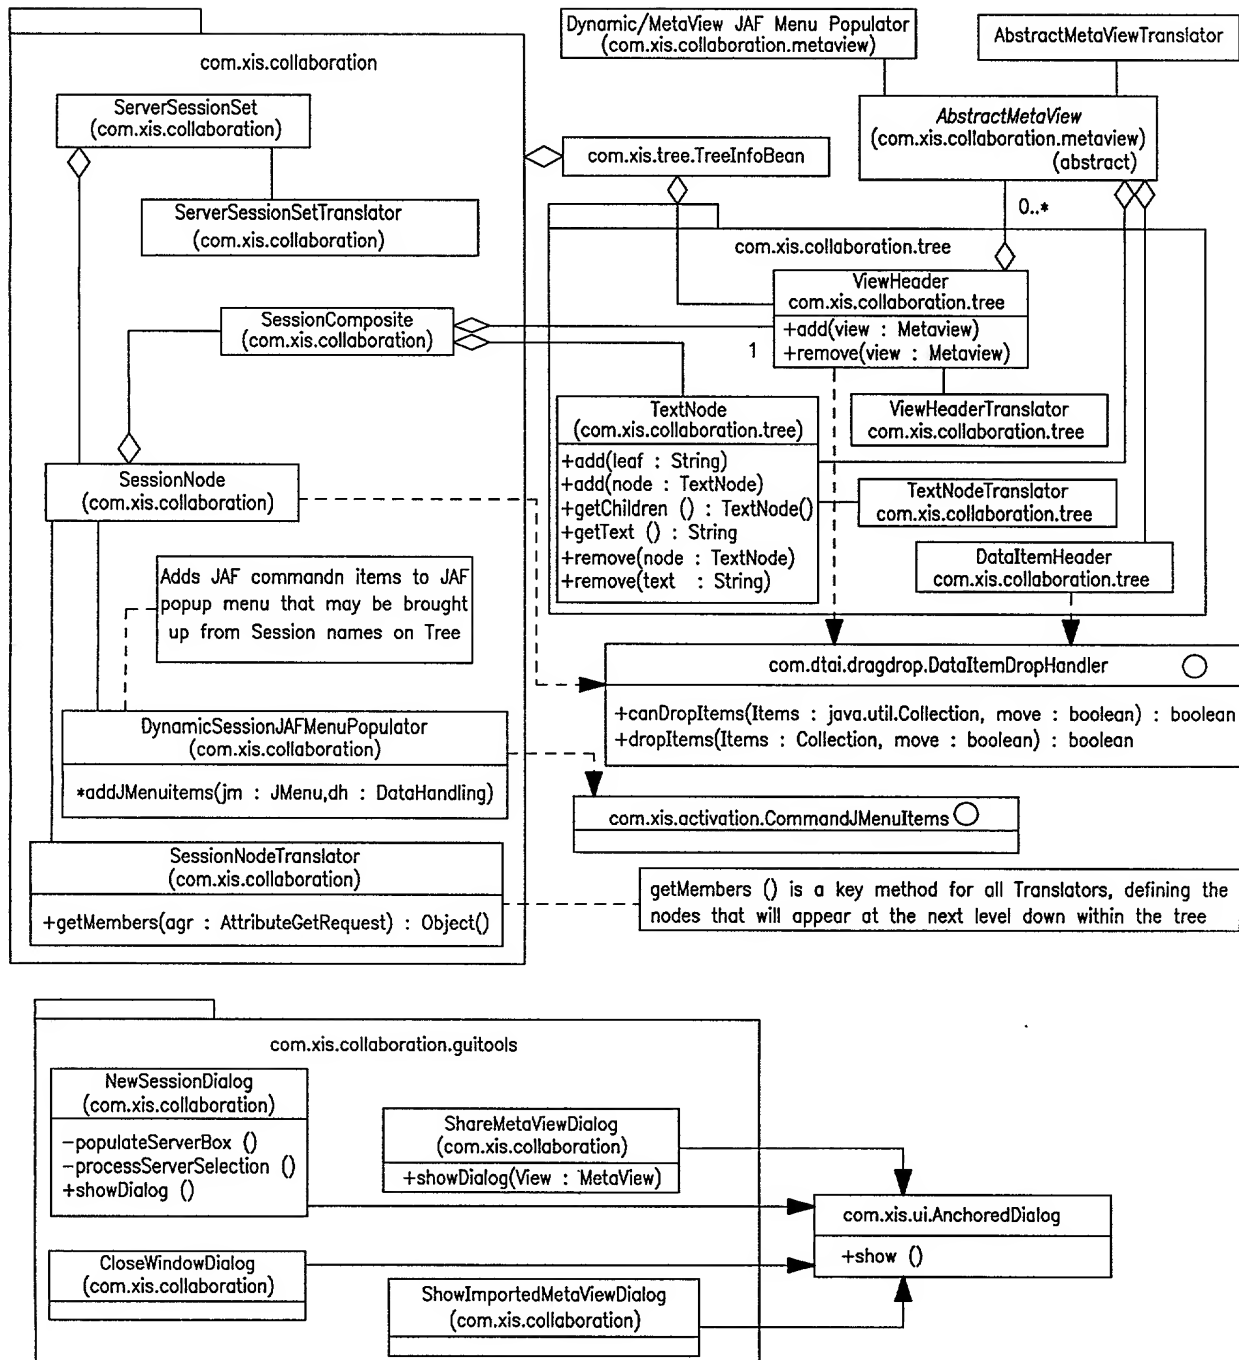 com.xis.collaboration
ServerSessionSet
(com.xis.collaboration)
ServerSessionSetTranslator
(com.xis.collaboration)
SessionComposite
(com.xis.collaboration)
SessionNode
(com.xis.collaboration)
Adds JAF commandn items to JAF
popup menu that may be brought
up from Session names on Tree
DynamicSessionJAFMenuPopulator
(com.xis.collaboration)
*addJMenuitems(jm : JMenu,dh : DataHandling)
SessionNodeTranslator
(com.xis.collaboration)
+getMembers(agr : AttributeGetRequest) : Object()
Dynamic/MetaView JAF Menu Populator
(com.xis.collaboration.metaview)
AbstractMetaViewTranslator
AbstractMetaView
(com.xis.collaboration.metaview)
(abstract)
com.xis.tree.TreeInfoBean
0..*
com.xis.collaboration.tree
ViewHeader
com.xis.collaboration.tree
+add(view : Metaview)
+remove(view : Metaview)
1
ViewHeaderTranslator
com.xis.collaboration.tree
TextNode
(com.xis.collaboration.tree)
+add(leaf : String)
+add(node : TextNode)
+getChildren () : TextNode()
+getText () : String
+remove(node : TextNode)
+remove(text : String)
TextNodeTranslator
com.xis.collaboration.tree
DataItemHeader
com.xis.collaboration.tree
com.dtai.dragdrop.DataItemDropHandler
+canDropItems(Items : java.util.Collection, move : boolean) : boolean
+dropItems(Items : Collection, move : boolean) : boolean
com.xis.activation.CommandJMenuItems
getMembers () is a key method for all Translators, defining the
nodes that will appear at the next level down within the tree
com.xis.collaboration.guitools
NewSessionDialog
(com.xis.collaboration)
-populateServerBox ()
-processServerSelection ()
+showDialog ()
ShareMetaViewDialog
(com.xis.collaboration)
+showDialog(View : MetaView)
com.xis.ui.AnchoredDialog
+show ()
CloseWindowDialog
(com.xis.collaboration)
ShowImportedMetaViewDialog
(com.xis.collaboration)